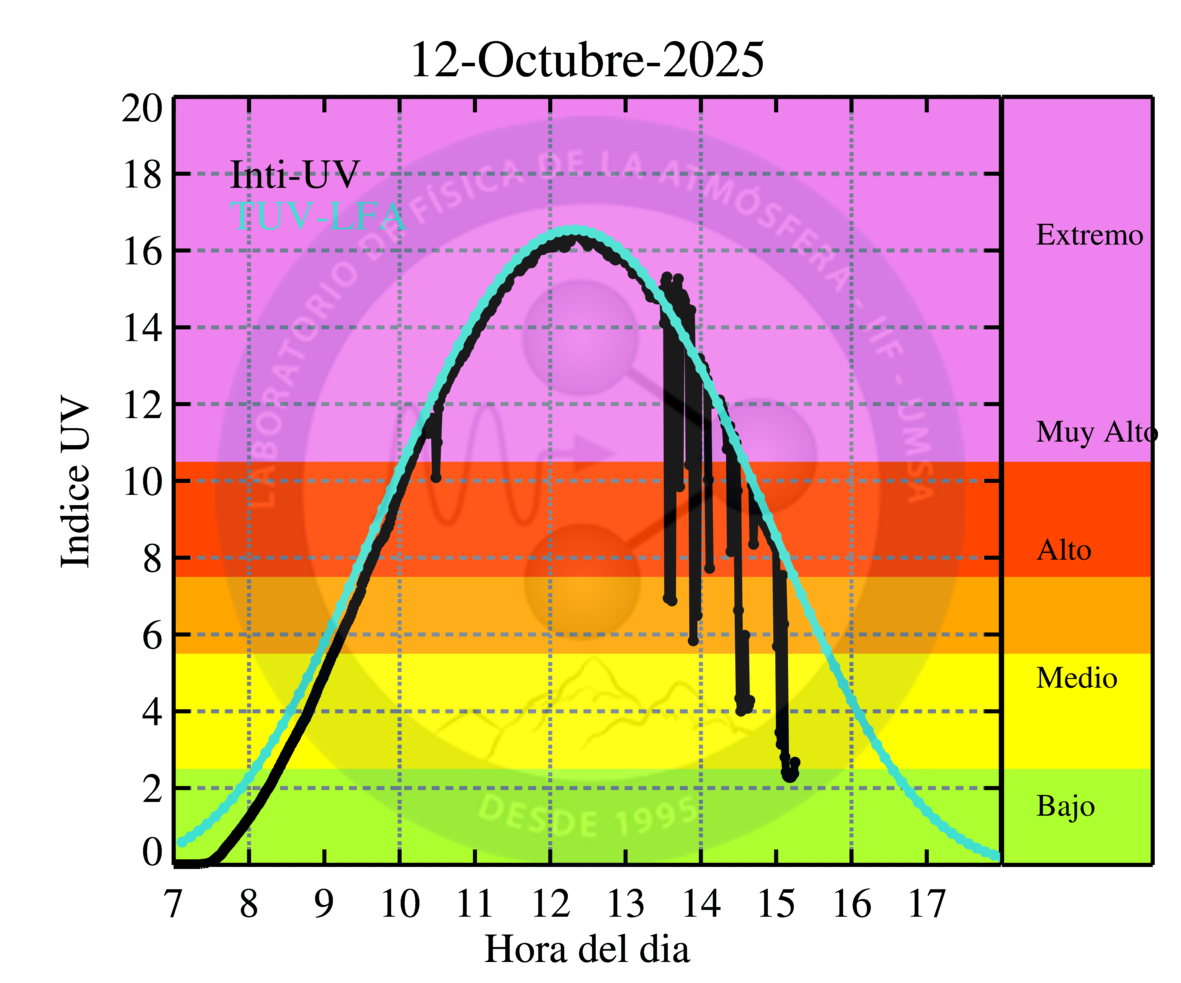 12-Octubre-2025
Indice UV
20
18
16
14
12
10
8
6
4
2
0
Inti-UV
TUV-LFA
LABORATORIO DE FÍSICA DE LA ATMÓSFERA - IIF - UMSA
DESDE 1995
Extremo
Muy Alto
Alto
Medio
Bajo
7 8 9 10 11 12 13 14 15 16 17
Hora del dia